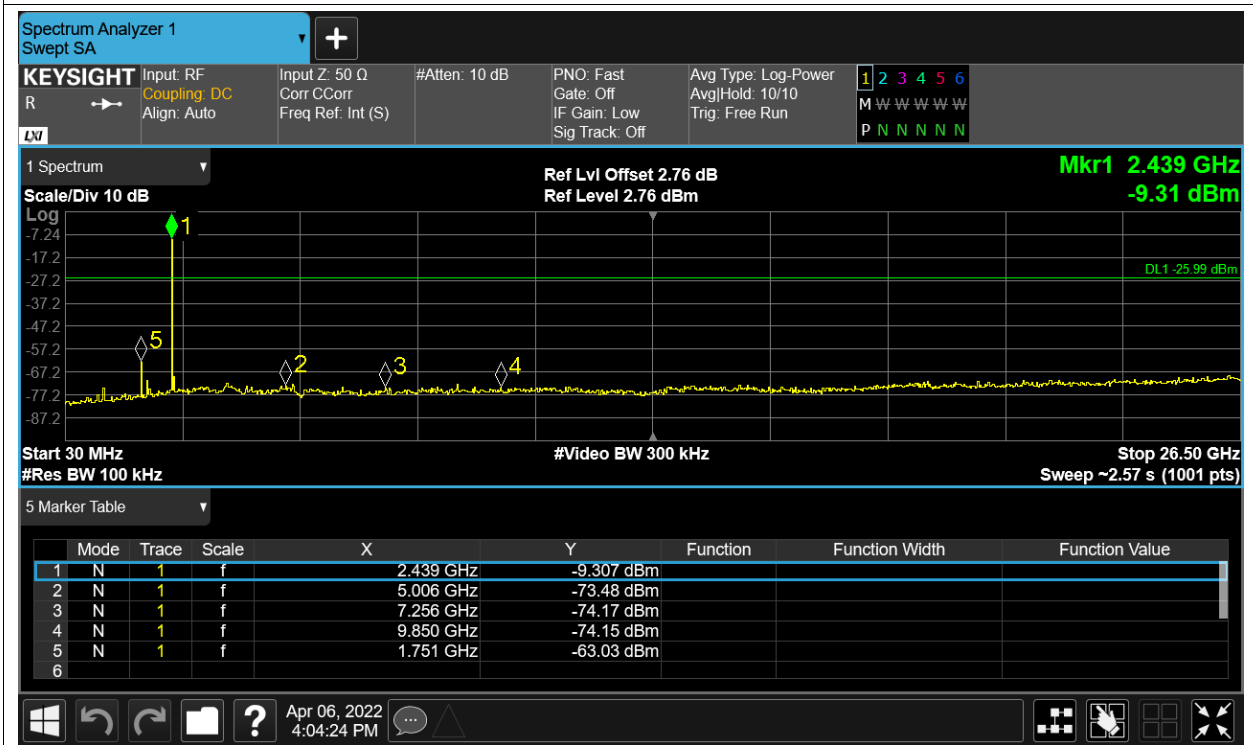 Spectrum Analyzer 1
Swept SA
KEYSIGHT Input: RF Input Z: 50 Ω #Atten: 10 dB PNO: Fast Avg Type: Log-Power 1 2 3 4 5 6
R Coupling: DC Corr CCorr Gate: Off Avg|Hold: 10/10 M W W W W W
Align: Auto Freq Ref: Int (S) IF Gain: Low Trig: Free Run
LXI Sig Track: Off P N N N N N
1 Spectrum Ref Lvl Offset 2.76 dB Mkr1 2.439 GHz
Scale/Div 10 dB Ref Level 2.76 dBm -9.31 dBm
Log
1
-7.24
-17.2
DL1 -25.99 dBm
-27.2
-37.2
-47.2
5
-57.2
2 3 4
-67.2
-77.2
-87.2
Start 30 MHz #Video BW 300 kHz Stop 26.50 GHz
#Res BW 100 kHz Sweep ~2.57 s (1001 pts)
5 Marker Table
Mode Trace Scale X Y Function Function Width Function Value
1 N 1 f 2.439 GHz -9.307 dBm
2 N 1 f 5.006 GHz -73.48 dBm
3 N 1 f 7.256 GHz -74.17 dBm
4 N 1 f 9.850 GHz -74.15 dBm
5 N 1 f 1.751 GHz -63.03 dBm
6
? Apr 06, 2022
4:04:24 PM